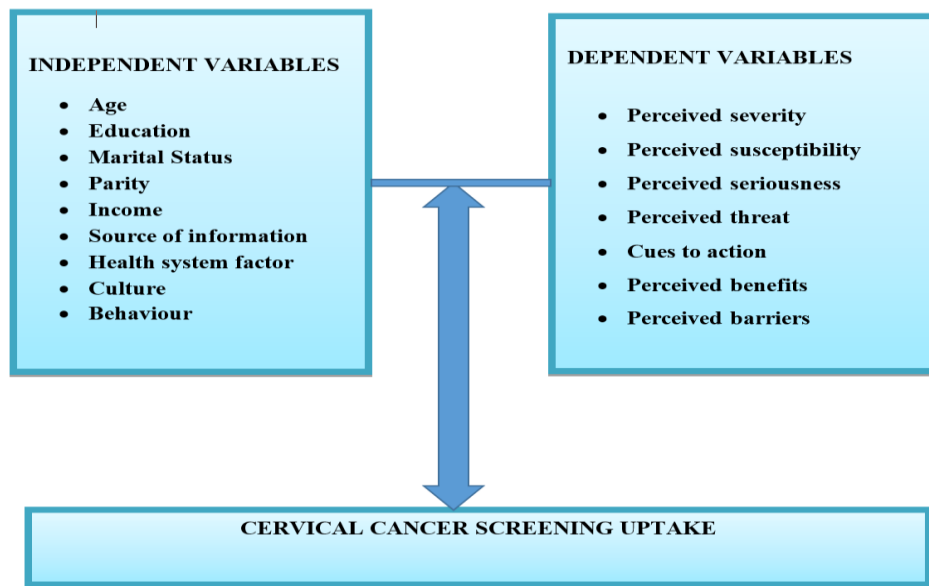 INDEPENDENT VARIABLES
• Age
• Education
• Marital Status
• Parity
• Income
• Source of information
• Health system factor
• Culture
• Behaviour
DEPENDENT VARIABLES
• Perceived severity
• Perceived susceptibility
• Perceived seriousness
• Perceived threat
• Cues to action
• Perceived benefits
• Perceived barriers
CERVICAL CANCER SCREENING UPTAKE